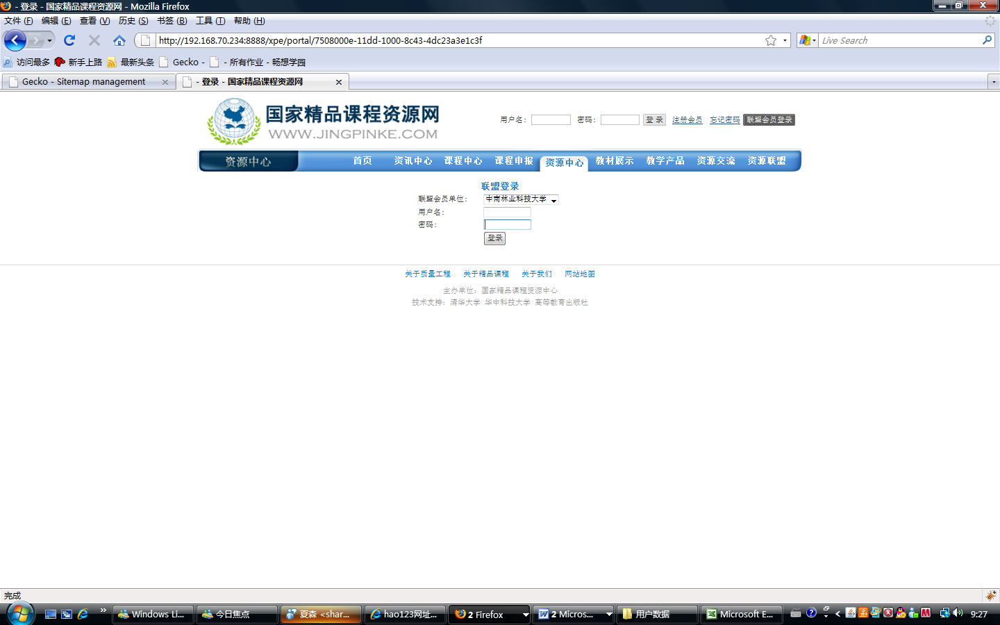 - 登录 - 国家精品课程资源网 - Mozilla Firefox
文件 (F) 编辑 (E) 查看 (V) 历史 (S) 书签 (B) 工具 (T) 帮助 (H)
http://192.168.70.234:8888/xpe/portal/7508000e-11dd-1000-8c43-4dc23a3e1c3f
Live Search
访问最多 新手上路 最新头条 Gecko - - 所有作业 - 畅想学园
Gecko - Sitemap management
- 登录 - 国家精品课程资源网
国家精品课程资源网
WWW.JINGPINKE.COM
用户名： 密码： 登 录 注册会员 忘记密码 联盟会员登录
资源中心 首页 资讯中心 课程中心 课程申报 资源中心 教材展示 教学产品 资源交流 资源联盟
联盟登录
联盟会员单位： 中南林业科技大学
用户名：
密码：
登录
关于质量工程 关于精品课程 关于我们 网站地图
主办单位：国家精品课程资源中心
技术支持：清华大学 华中科技大学 高等教育出版社
完成
Windows Li... 今日焦点 夏森 <shar... hao123网址... 2 Firefox 2 Micros... 用户数据 Microsoft E... 9:27